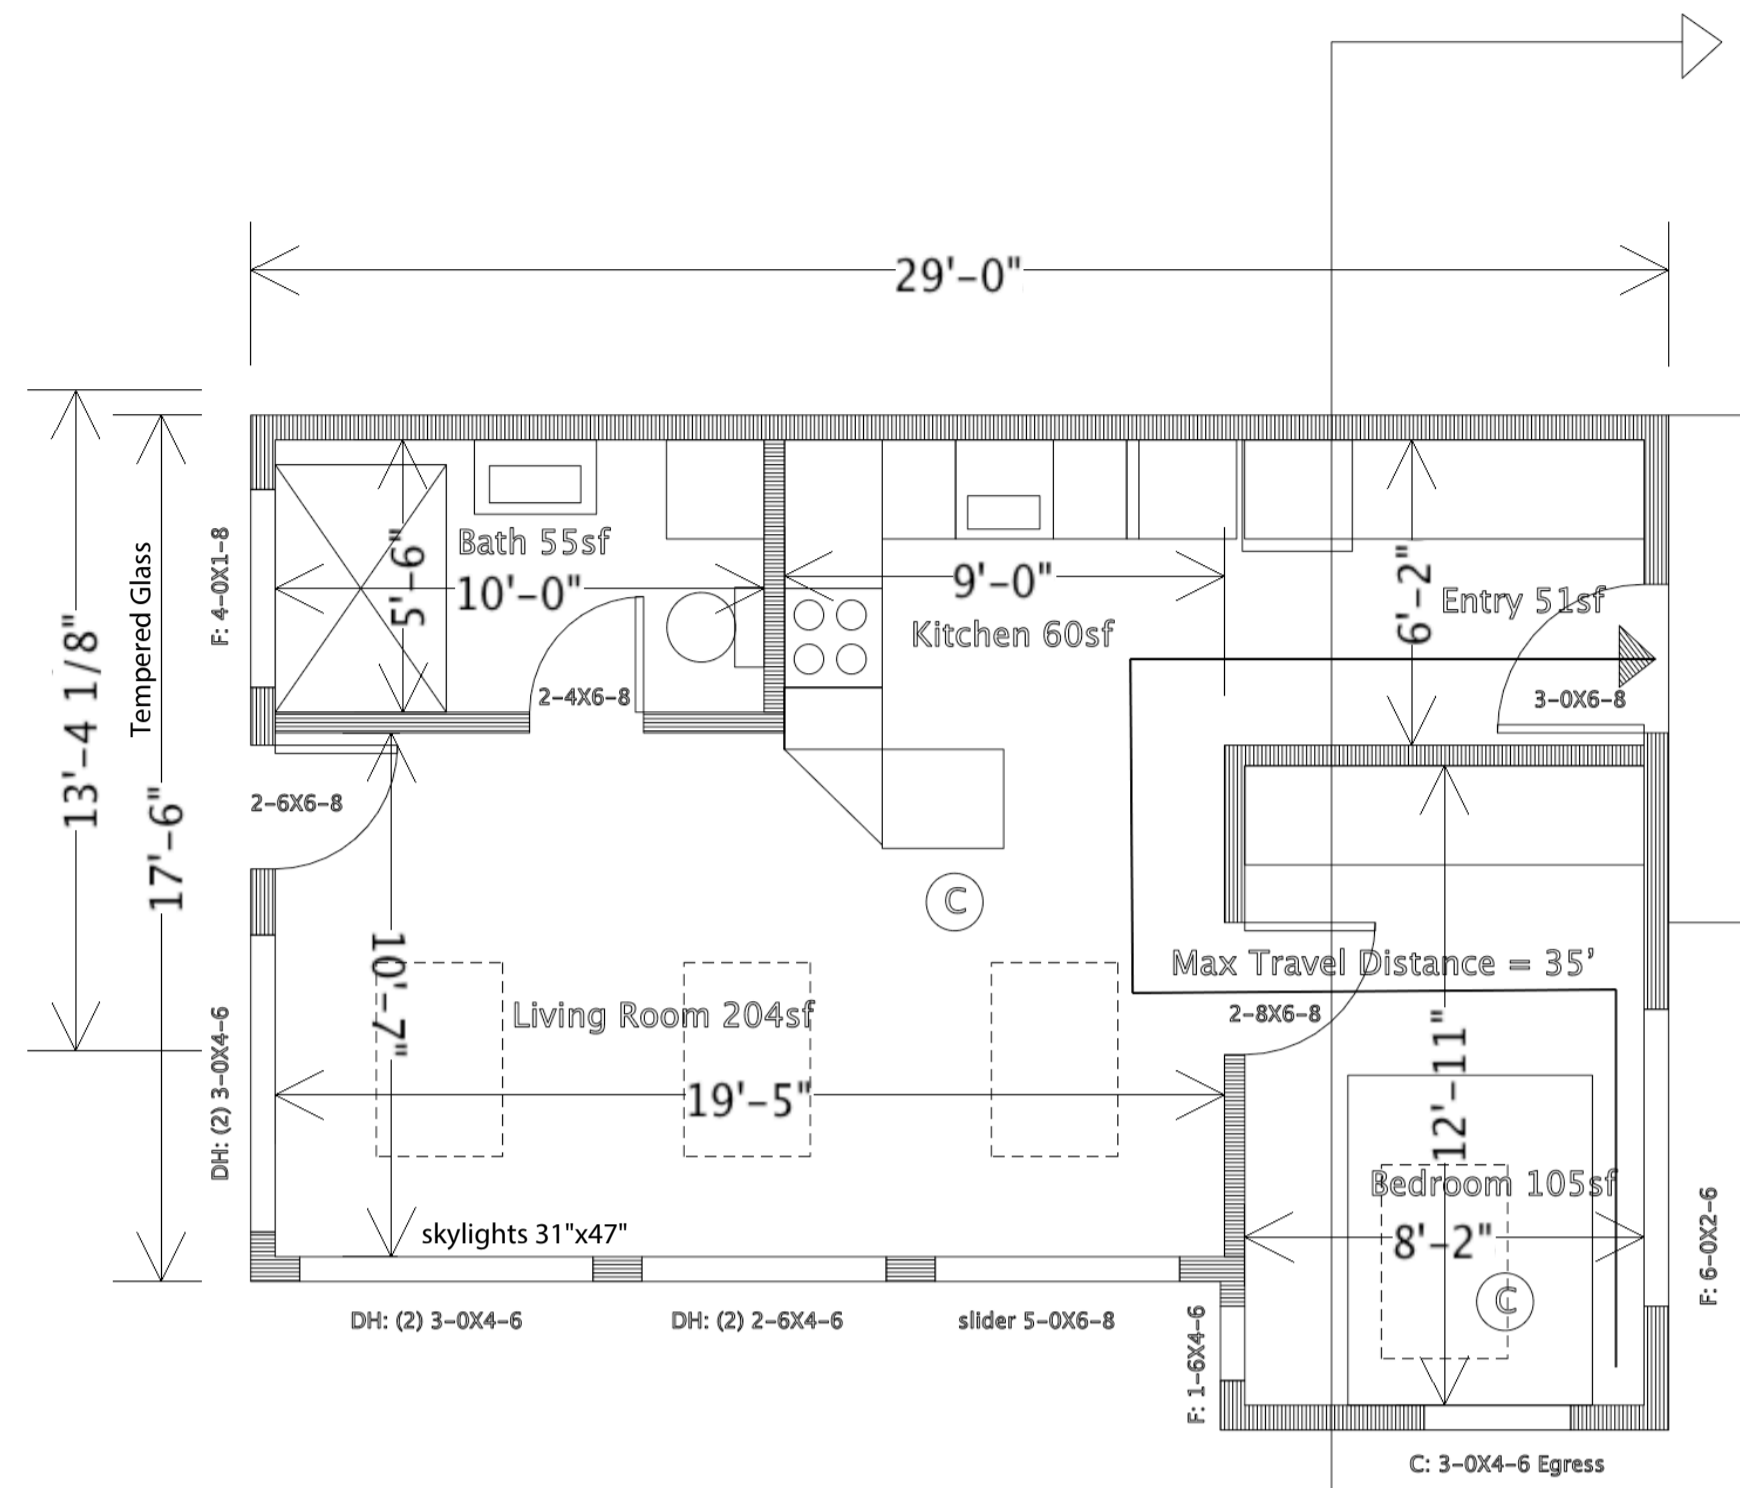 29'-0"
13'-4 1/8"
17'-6"
Tempered Glass
F: 4-0X1-8
Bath 55sf
5'-6"
10'-0"
2-4X6-8
9'-0"
Kitchen 60sf
6'-2"
Entry 51sf
3-0X6-8
2-6X6-8
C
10'-7"
Living Room 204sf
Max Travel Distance = 35’
2-8X6-8
DH: (2) 3-0X4-6
19'-5"
12'-11"
Bedroom 105sf
8'-2"
C
skylights 31"x47"
DH: (2) 3-0X4-6
DH: (2) 2-6X4-6
slider 5-0X6-8
F: 1-6X4-6
F: 6-0X2-6
C: 3-0X4-6 Egress